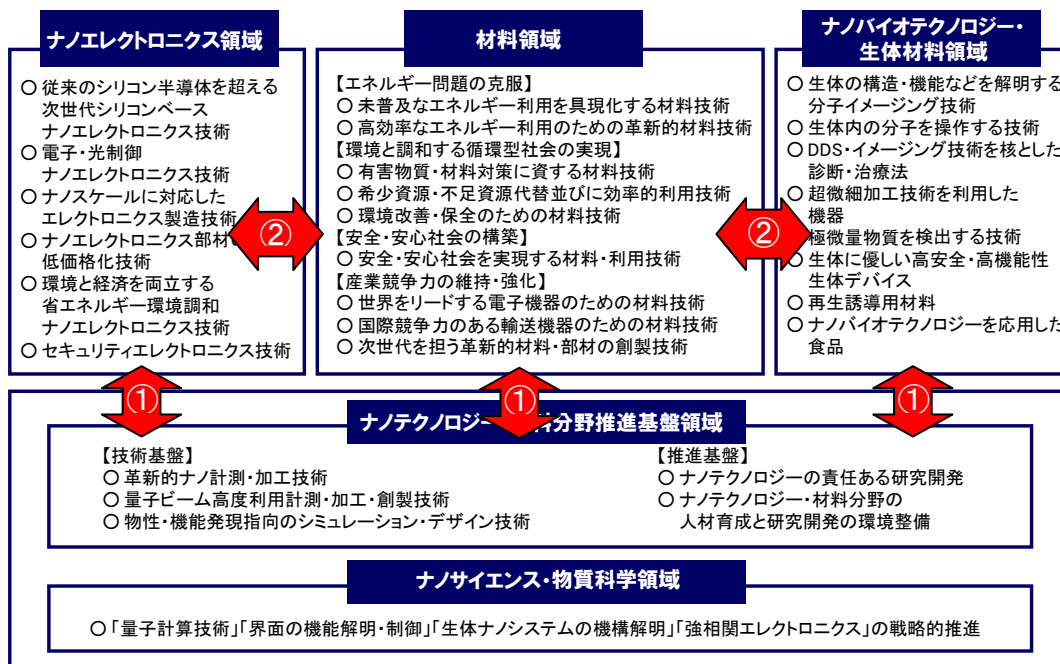 ナノエレクトロニクス領域
○ 従来のシリコン半導体を超える
次世代シリコンベース
ナノエレクトロニクス技術
○ 電子・光制御
ナノエレクトロニクス技術
○ ナノスケールに対応した
エレクトロニクス製造技術
○ ナノエレクトロニクス部材
低価格化技術
○ 環境と経済を両立する
省エネルギー環境調和
ナノエレクトロニクス技術
○ セキュリティエレクトロニクス技術
②
材料領域
【エネルギー問題の克服】
○ 未普及なエネルギー利用を具現化する材料技術
○ 高効率なエネルギー利用のための革新的材料技術
【環境と調和する循環型社会の実現】
○ 有害物質・材料対策に資する材料技術
○ 希少資源・不足資源代替並びに効率的利用技術
○ 環境改善・保全のための材料技術
【安全・安心社会の構築】
○ 安全・安心社会を実現する材料・利用技術
【産業競争力の維持・強化】
○ 世界をリードする電子機器のための材料技術
○ 国際競争力のある輸送機器のための材料技術
○ 次世代を担う革新的材料・部材の創製技術
②
ナノバイオテクノロジー・
生体材料領域
○ 生体の構造・機能などを解明する
分子イメージング技術
○ 生体内の分子を操作する技術
○ DDS・イメージング技術を核とした
診断・治療法
○ 超微細加工技術を利用した
機器
極微量物質を検出する技術
○ 生体に優しい高安全・高機能性
生体デバイス
○ 再生誘導用材料
○ ナノバイオテクノロジーを応用した
食品
①
①
①
ナノテクノロジー 料分野推進基盤領域
【技術基盤】
○ 革新的ナノ計測・加工技術
○ 量子ビーム高度利用計測・加工・創製技術
○ 物性・機能発現指向のシミュレーション・デザイン技術
【推進基盤】
○ ナノテクノロジーの責任ある研究開発
○ ナノテクノロジー・材料分野の
人材育成と研究開発の環境整備
ナノサイエンス・物質科学領域
○ 「量子計算技術」「界面の機能解明・制御」「生体ナノシステムの機構解明」「強相関エレクトロニクス」の戦略的推進